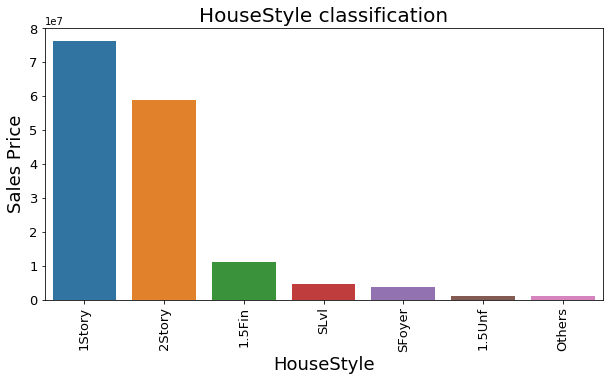 HouseStyle classification
1e7
8
7
6
5
4
3
2
1
0
Sales Price
1Story
2Story
1.5Fin
SLvl
SFoyer
1.5Unf
Others
HouseStyle